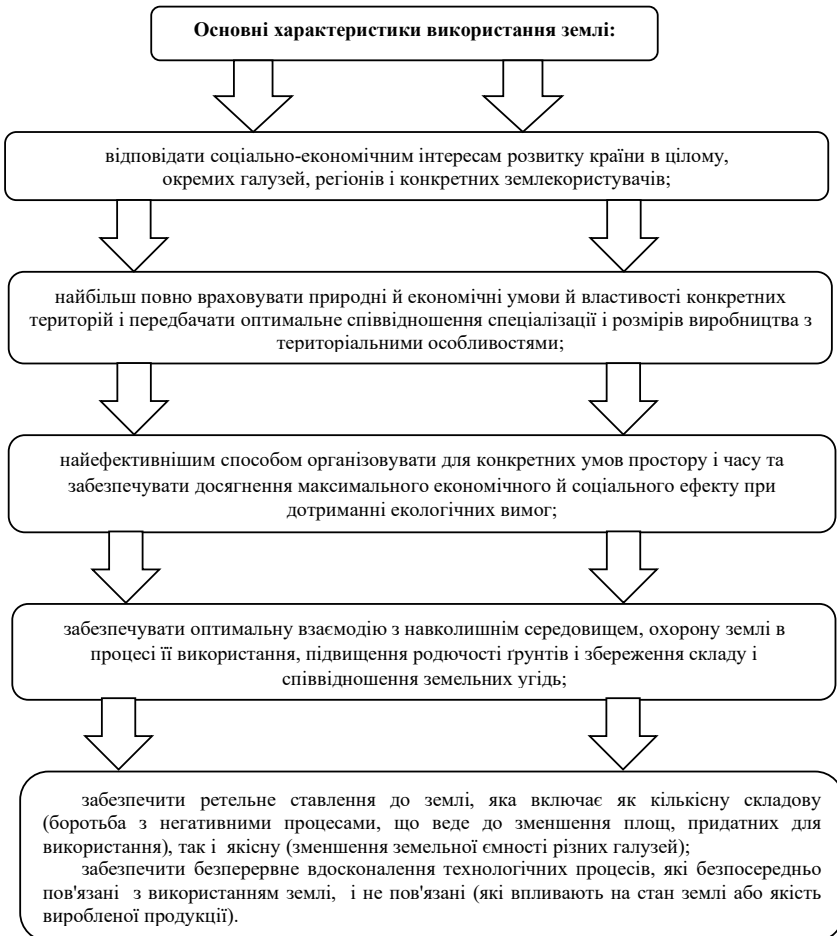 Основні характеристики використання землі:
відповідати соціально-економічним інтересам розвитку країни в цілому,
окремих галузей, регіонів і конкретних землекористувачів;
найбільш повно враховувати природні й економічні умови й властивості конкретних
територій і передбачати оптимальне співвідношення спеціалізації і розмірів виробництва з
територіальними особливостями;
найефективнішим способом організовувати для конкретних умов простору і часу та
забезпечувати досягнення максимального економічного й соціального ефекту при
дотриманні екологічних вимог;
забезпечувати оптимальну взаємодію з навколишнім середовищем, охорону землі в
процесі її використання, підвищення родючості ґрунтів і збереження складу і
співвідношення земельних угідь;
забезпечити ретельне ставлення до землі, яка включає як кількісну складову
(боротьба з негативними процесами, що веде до зменшення площ, придатних для
використання), так і якісну (зменшення земельної ємності різних галузей);
забезпечити безперервне вдосконалення технологічних процесів, які безпосередньо
пов'язані з використанням землі, і не пов'язані (які впливають на стан землі або якість
виробленої продукції).